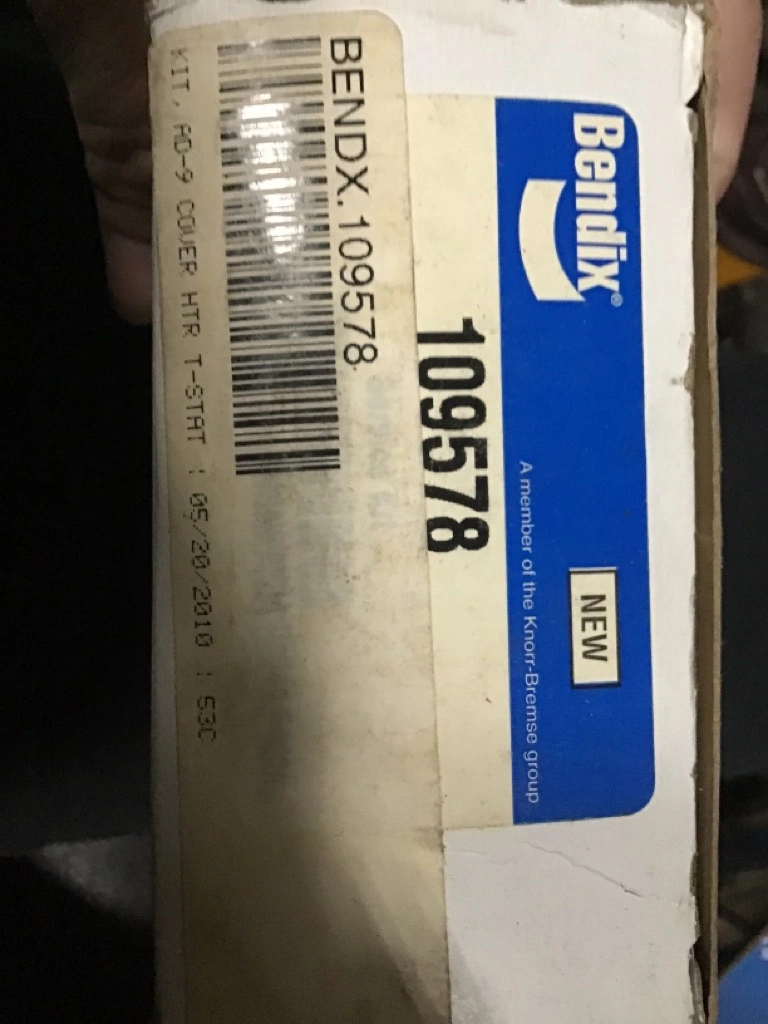 Bendix®
NEW
A member of the Knorr-Bremse group
109578
BENDX. 109578
KIT, AD-9 COVER HTR T-STAT | 05/20/2010 | S3C